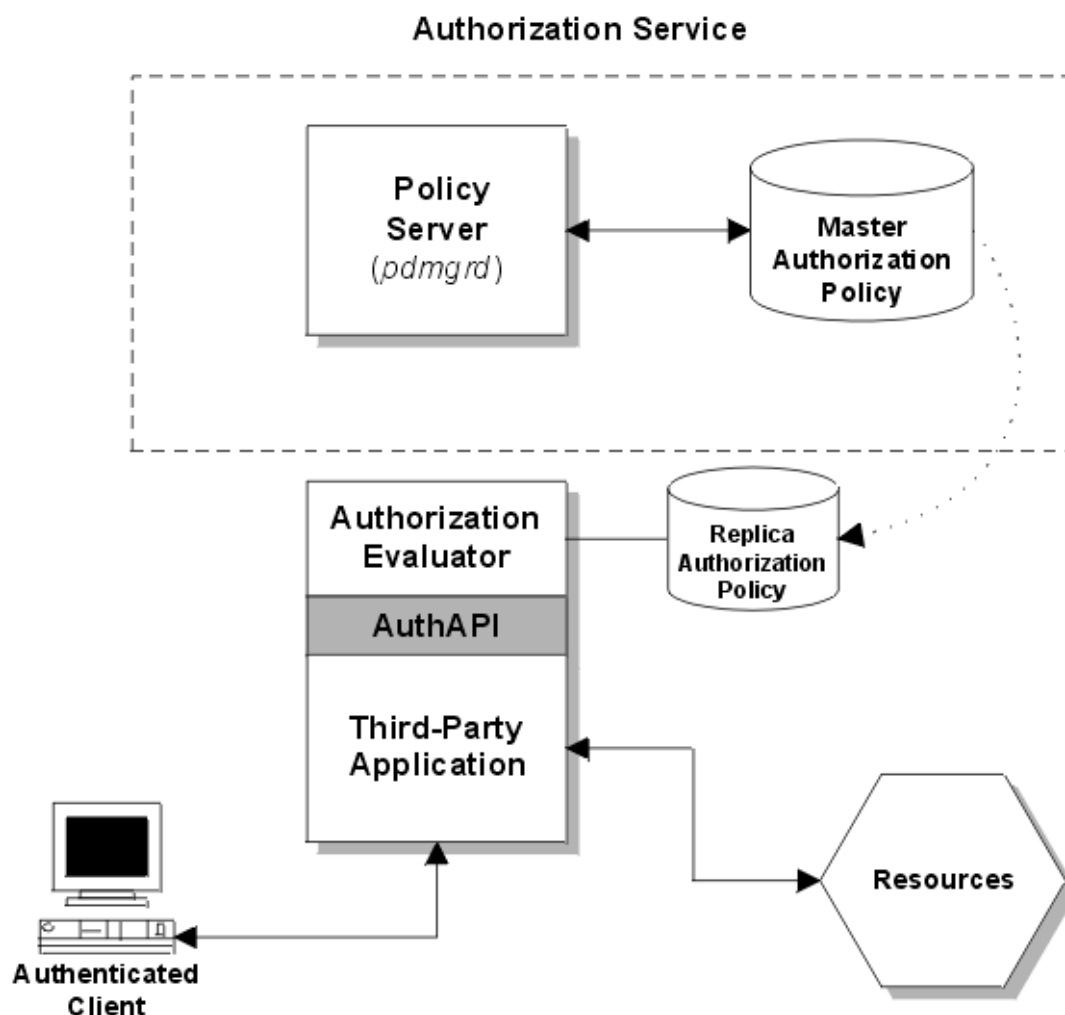 Authorization Service
Policy
Server
(pdmgrd)
Master
Authorization
Policy
Authorization
Evaluator
Replica
Authorization
Policy
AuthAPI
Third-Party
Application
Resources
Authenticated
Client